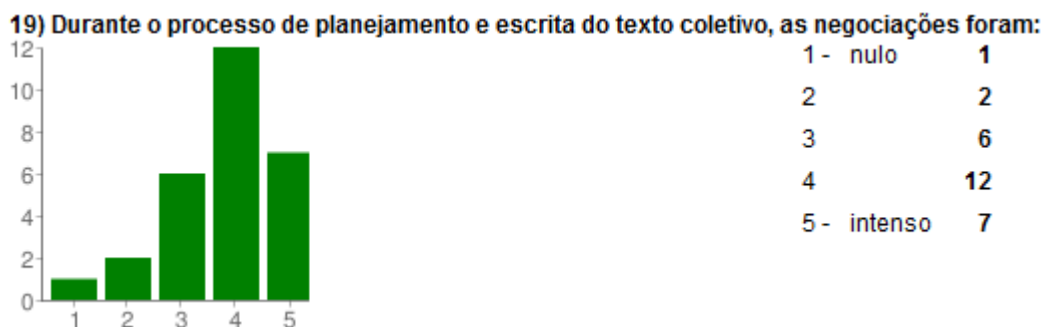 19) Durante o processo de planejamento e escrita do texto coletivo, as negociações foram:
12
10
8
6
4
2
0
1 2 3 4 5
1 - nulo 1
2 2
3 6
4 12
5 - intenso 7